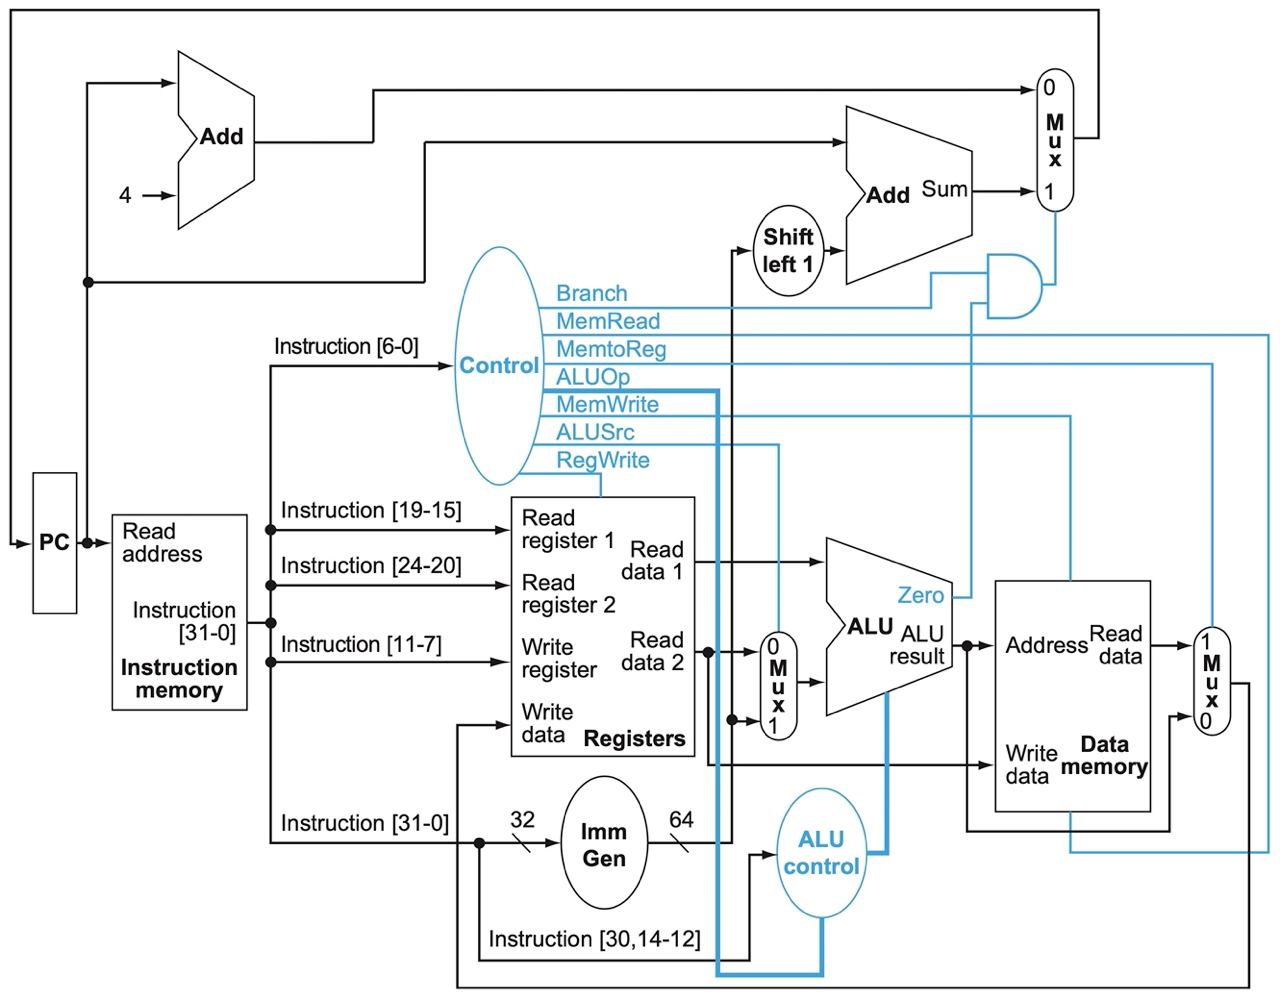 Add
4
0
M
u
x
1
Add Sum
Shift
left 1
Branch
MemRead
MemtoReg
ALUOp
MemWrite
ALUSrc
RegWrite
Control
Instruction [6-0]
PC
Read
address
Instruction
[31-0]
Instruction
memory
Instruction [19-15]
Instruction [24-20]
Instruction [11-7]
Instruction [31-0]
Read
register 1
Read
register 2
Write
register
Write
data
Read
data 1
Read
data 2
Registers
0
M
u
x
1
Zero
ALU
ALU
result
Address
Read
data
Write
data
Data
memory
1
M
u
x
0
32
Imm
Gen
64
ALU
control
Instruction [30,14-12]